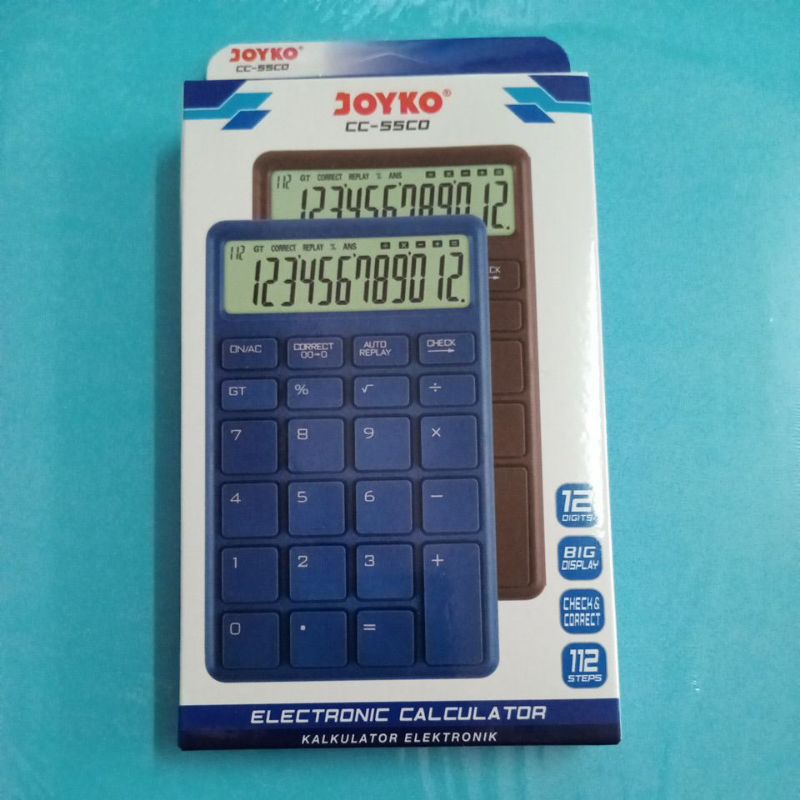 JOYKO®
CC-55CO
JOYKO®
CC-55CO
112 GT CORRECT REPLAY % ANS ÷ × − + =
123456789012.
112 GT CORRECT REPLAY % ANS ÷ × − + =
123456789012.
CK
ON/AC CORRECT 00→0 AUTO REPLAY CHECK →
GT % √ ÷
7 8 9 ×
4 5 6 −
1 2 3 +
0 . =
12
DIGITS
BIG
DISPLAY
CHECK &
CORRECT
112
STEPS
ELECTRONIC CALCULATOR
KALKULATOR ELEKTRONIK